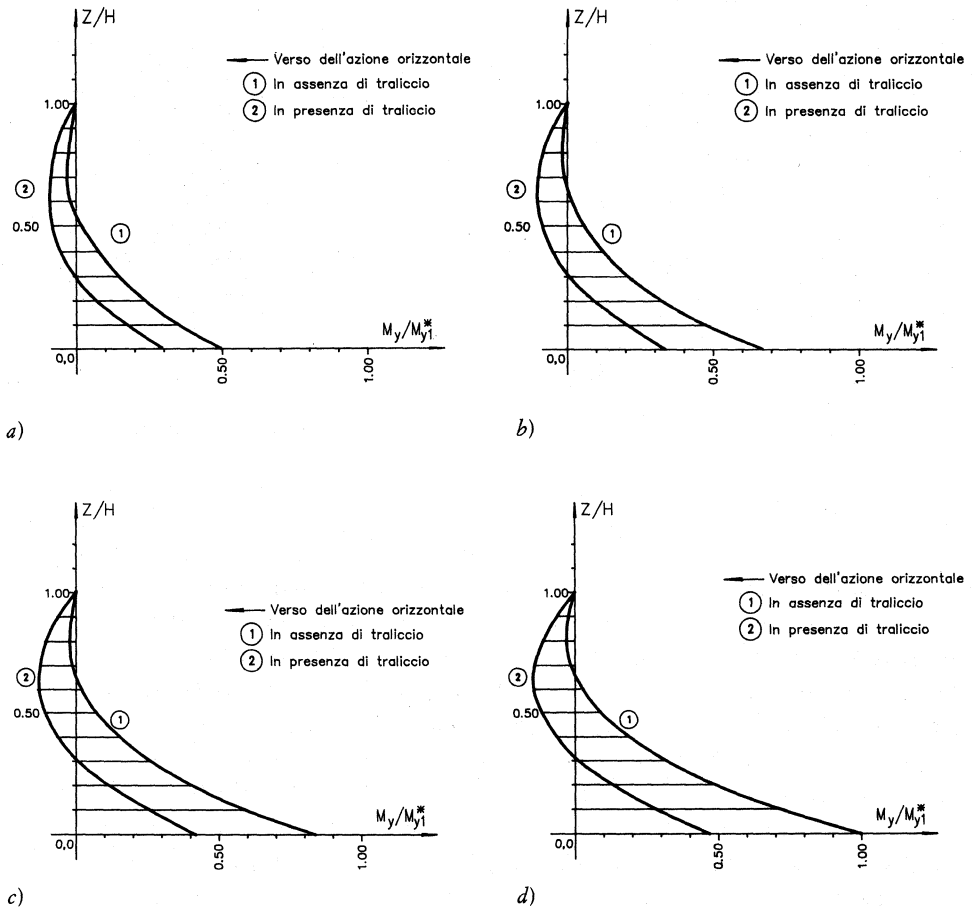 Z/H
Verso dell'azione orizzontale
1 In assenza di traliccio
2 In presenza di traliccio
1.00
2
0.50
1
M_y/M*_y1
0,0
0.50
1.00
a)
Z/H
Verso dell'azione orizzontale
1 In assenza di traliccio
2 In presenza di traliccio
1.00
2
0.50
1
M_y/M*_y1
0,0
0.50
1.00
b)
Z/H
Verso dell'azione orizzontale
1 In assenza di traliccio
2 In presenza di traliccio
1.00
2
0.50
1
M_y/M*_y1
0,0
0.50
1.00
c)
Z/H
Verso dell'azione orizzontale
1 In assenza di traliccio
2 In presenza di traliccio
1.00
2
0.50
1
M_y/M*_y1
0,0
0.50
1.00
d)